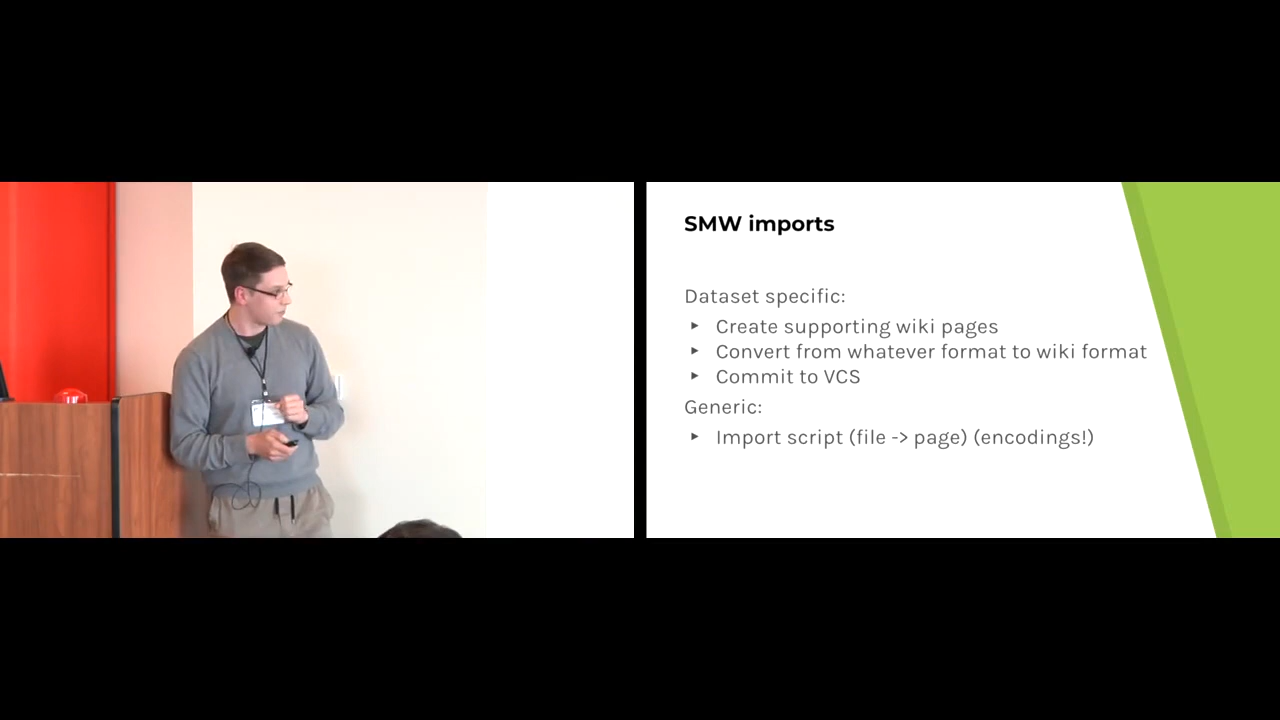 SMW imports
Dataset specific:
‣ Create supporting wiki pages
‣ Convert from whatever format to wiki format
‣ Commit to VCS
Generic:
‣ Import script (file -> page) (encodings!)